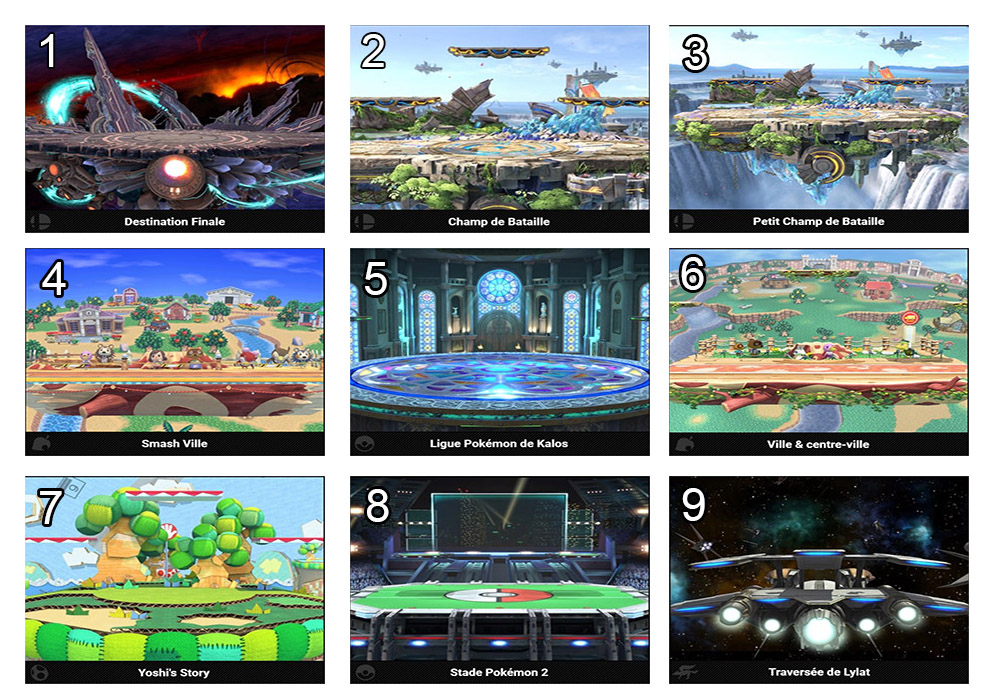 1
2
3
Destination Finale
Champ de Bataille
Petit Champ de Bataille
4
5
6
Smash Ville
Ligue Pokémon de Kalos
Ville & centre-ville
7
8
9
Yoshi's Story
Stade Pokémon 2
Traversée de Lylat